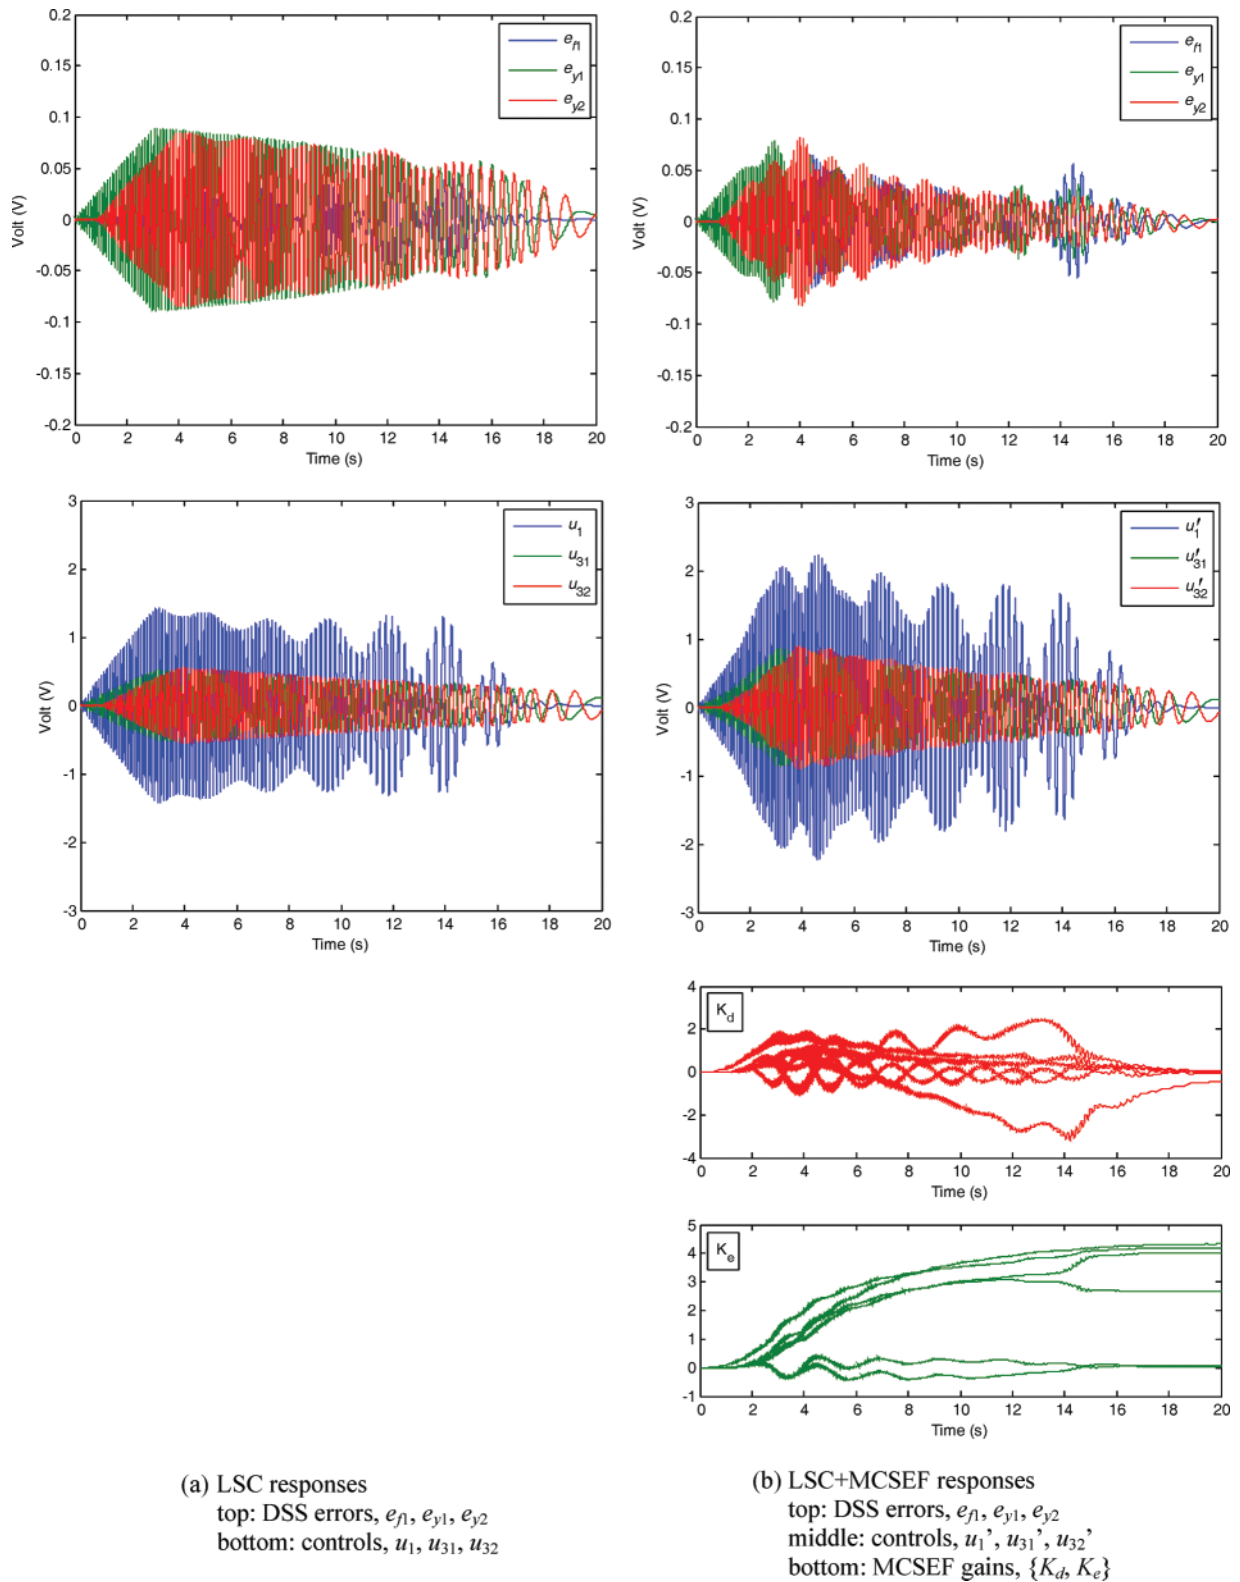 0.2
0.15
0.1
0.05
0
-0.05
-0.1
-0.15
-0.2
Volt (V)
0 2 4 6 8 10 12 14 16 18 20
Time (s)
e_f1
e_y1
e_y2
0.2
0.15
0.1
0.05
0
-0.05
-0.1
-0.15
-0.2
Volt (V)
0 2 4 6 8 10 12 14 16 18 20
Time (s)
e_f1
e_y1
e_y2
3
2
1
0
-1
-2
-3
Volt (V)
0 2 4 6 8 10 12 14 16 18 20
Time (s)
u_1
u_31
u_32
3
2
1
0
-1
-2
-3
Volt (V)
0 2 4 6 8 10 12 14 16 18 20
Time (s)
u'_1
u'_31
u'_32
4
2
0
-2
-4
K_d
0 2 4 6 8 10 12 14 16 18 20
Time (s)
5
4
3
2
1
0
-1
K_e
0 2 4 6 8 10 12 14 16 18 20
Time (s)
(a) LSC responses
top: DSS errors, e_f1, e_y1, e_y2
bottom: controls, u_1, u_31, u_32
(b) LSC+MCSEF responses
top: DSS errors, e_f1, e_y1, e_y2
middle: controls, u_1’, u_31’, u_32’
bottom: MCSEF gains, {K_d, K_e}